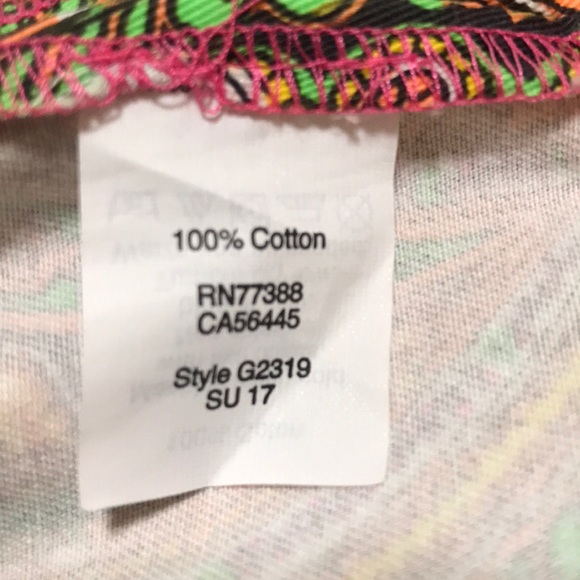 100% Cotton
RN77388
CA56445
Style G2319
SU 17